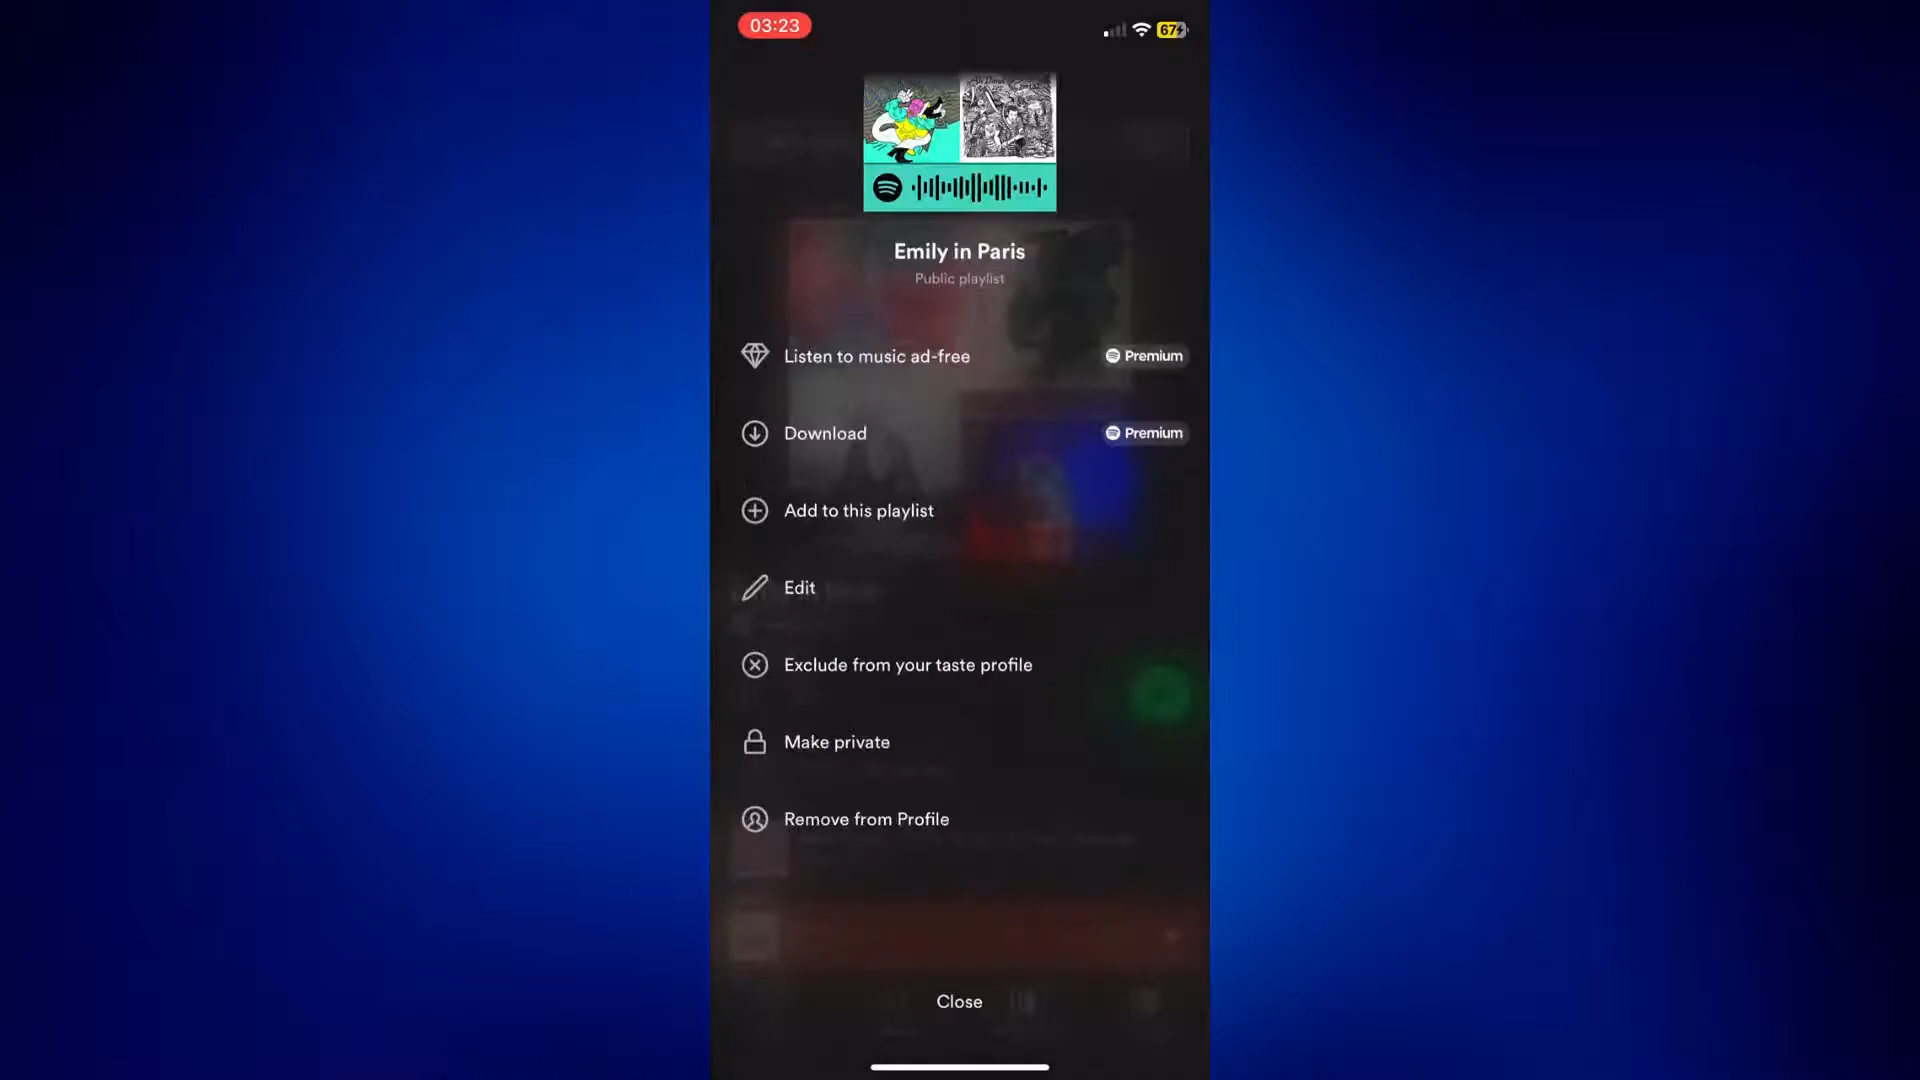 03:23
67
Emily in Paris
Public playlist
Listen to music ad-free
Premium
Download
Premium
Add to this playlist
Edit
Exclude from your taste profile
Make private
Remove from Profile
Close